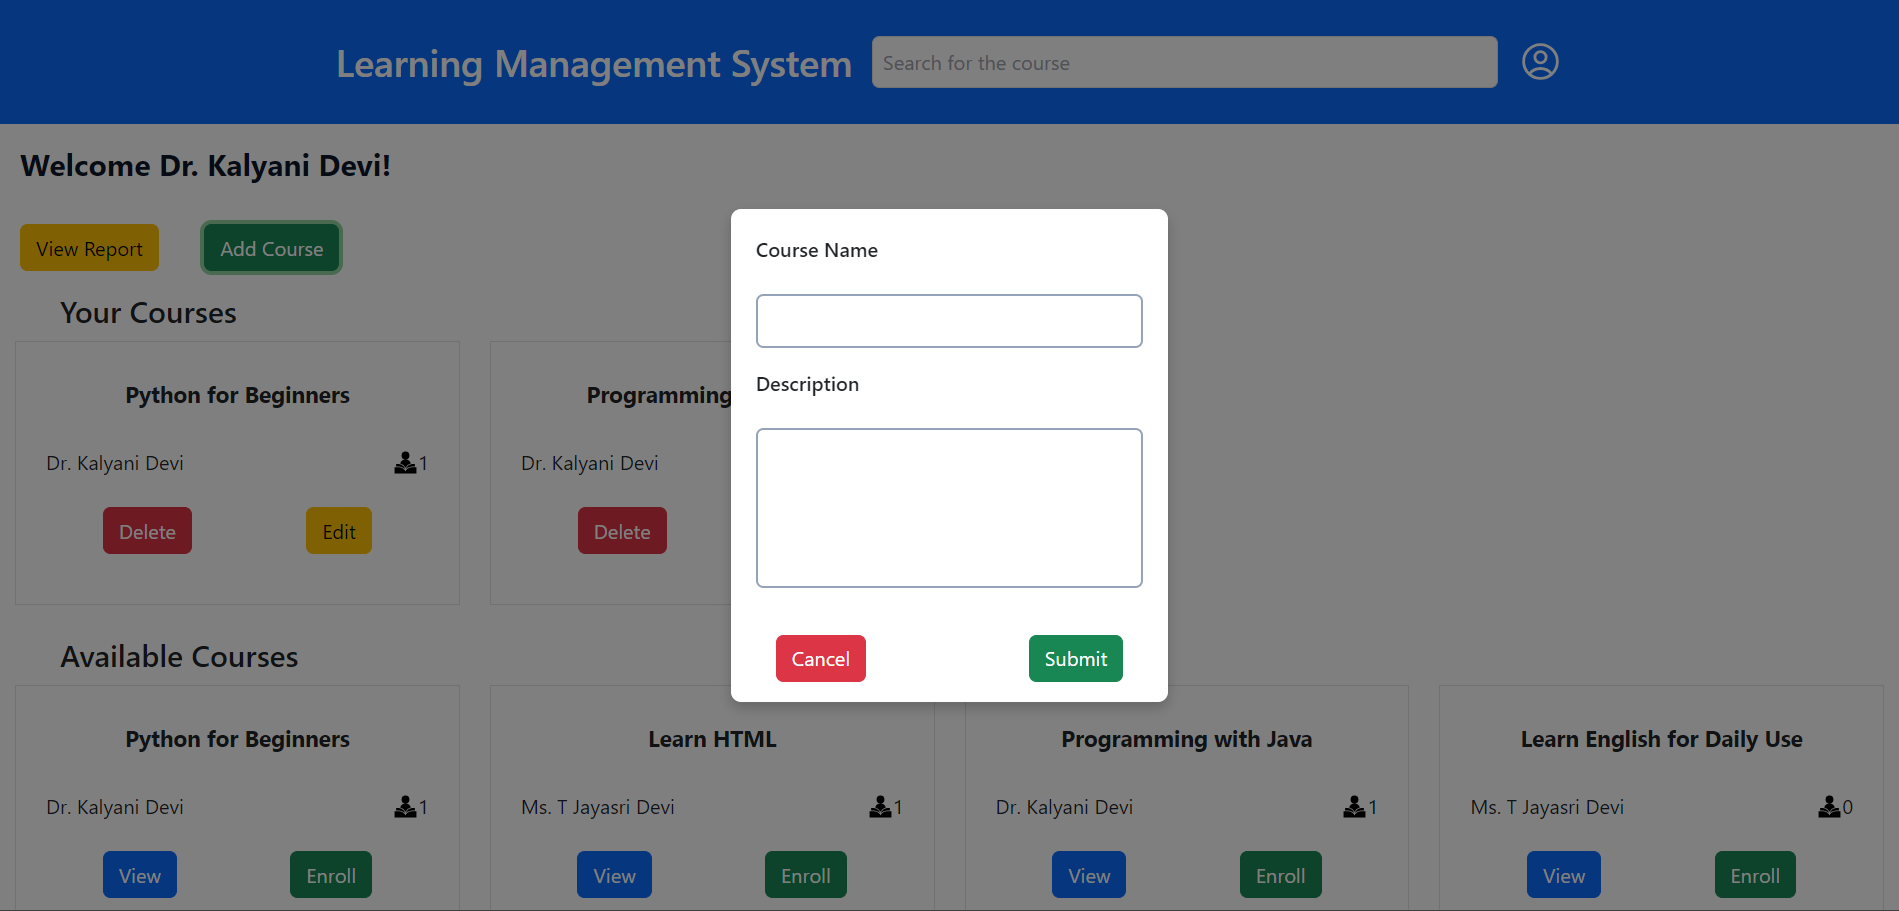 Learning Management System
Search for the course
Welcome Dr. Kalyani Devi!
View Report
Add Course
Your Courses
Python for Beginners
Dr. Kalyani Devi
1
Delete
Edit
Programming
Dr. Kalyani Devi
Delete
Course Name
Description
Cancel
Submit
Available Courses
Python for Beginners
Dr. Kalyani Devi
1
View
Enroll
Learn HTML
Ms. T Jayasri Devi
1
View
Enroll
Programming with Java
Dr. Kalyani Devi
1
View
Enroll
Learn English for Daily Use
Ms. T Jayasri Devi
0
View
Enroll